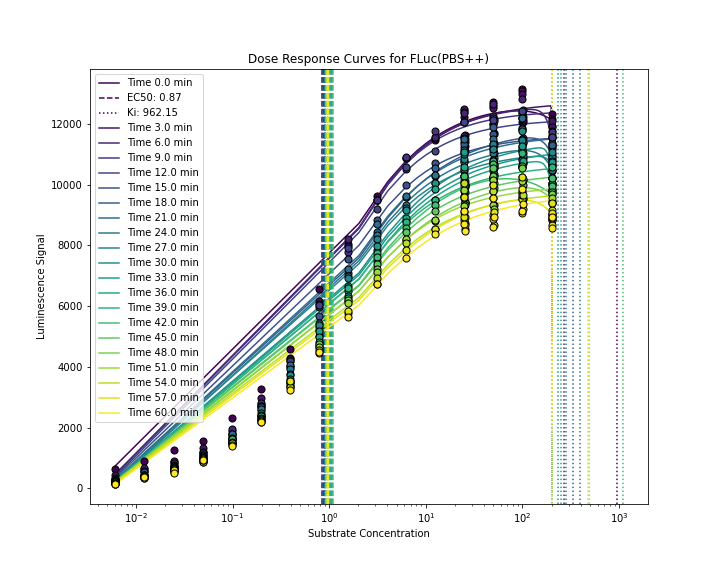 Dose Response Curves for FLuc(PBS++)
Luminescence Signal
12000
10000
8000
6000
4000
2000
0
Time 0.0 min
EC50: 0.87
Ki: 962.15
Time 3.0 min
Time 6.0 min
Time 9.0 min
Time 12.0 min
Time 15.0 min
Time 18.0 min
Time 21.0 min
Time 24.0 min
Time 27.0 min
Time 30.0 min
Time 33.0 min
Time 36.0 min
Time 39.0 min
Time 42.0 min
Time 45.0 min
Time 48.0 min
Time 51.0 min
Time 54.0 min
Time 57.0 min
Time 60.0 min
10⁻² 10⁻¹ 10⁰ 10¹ 10² 10³
Substrate Concentration